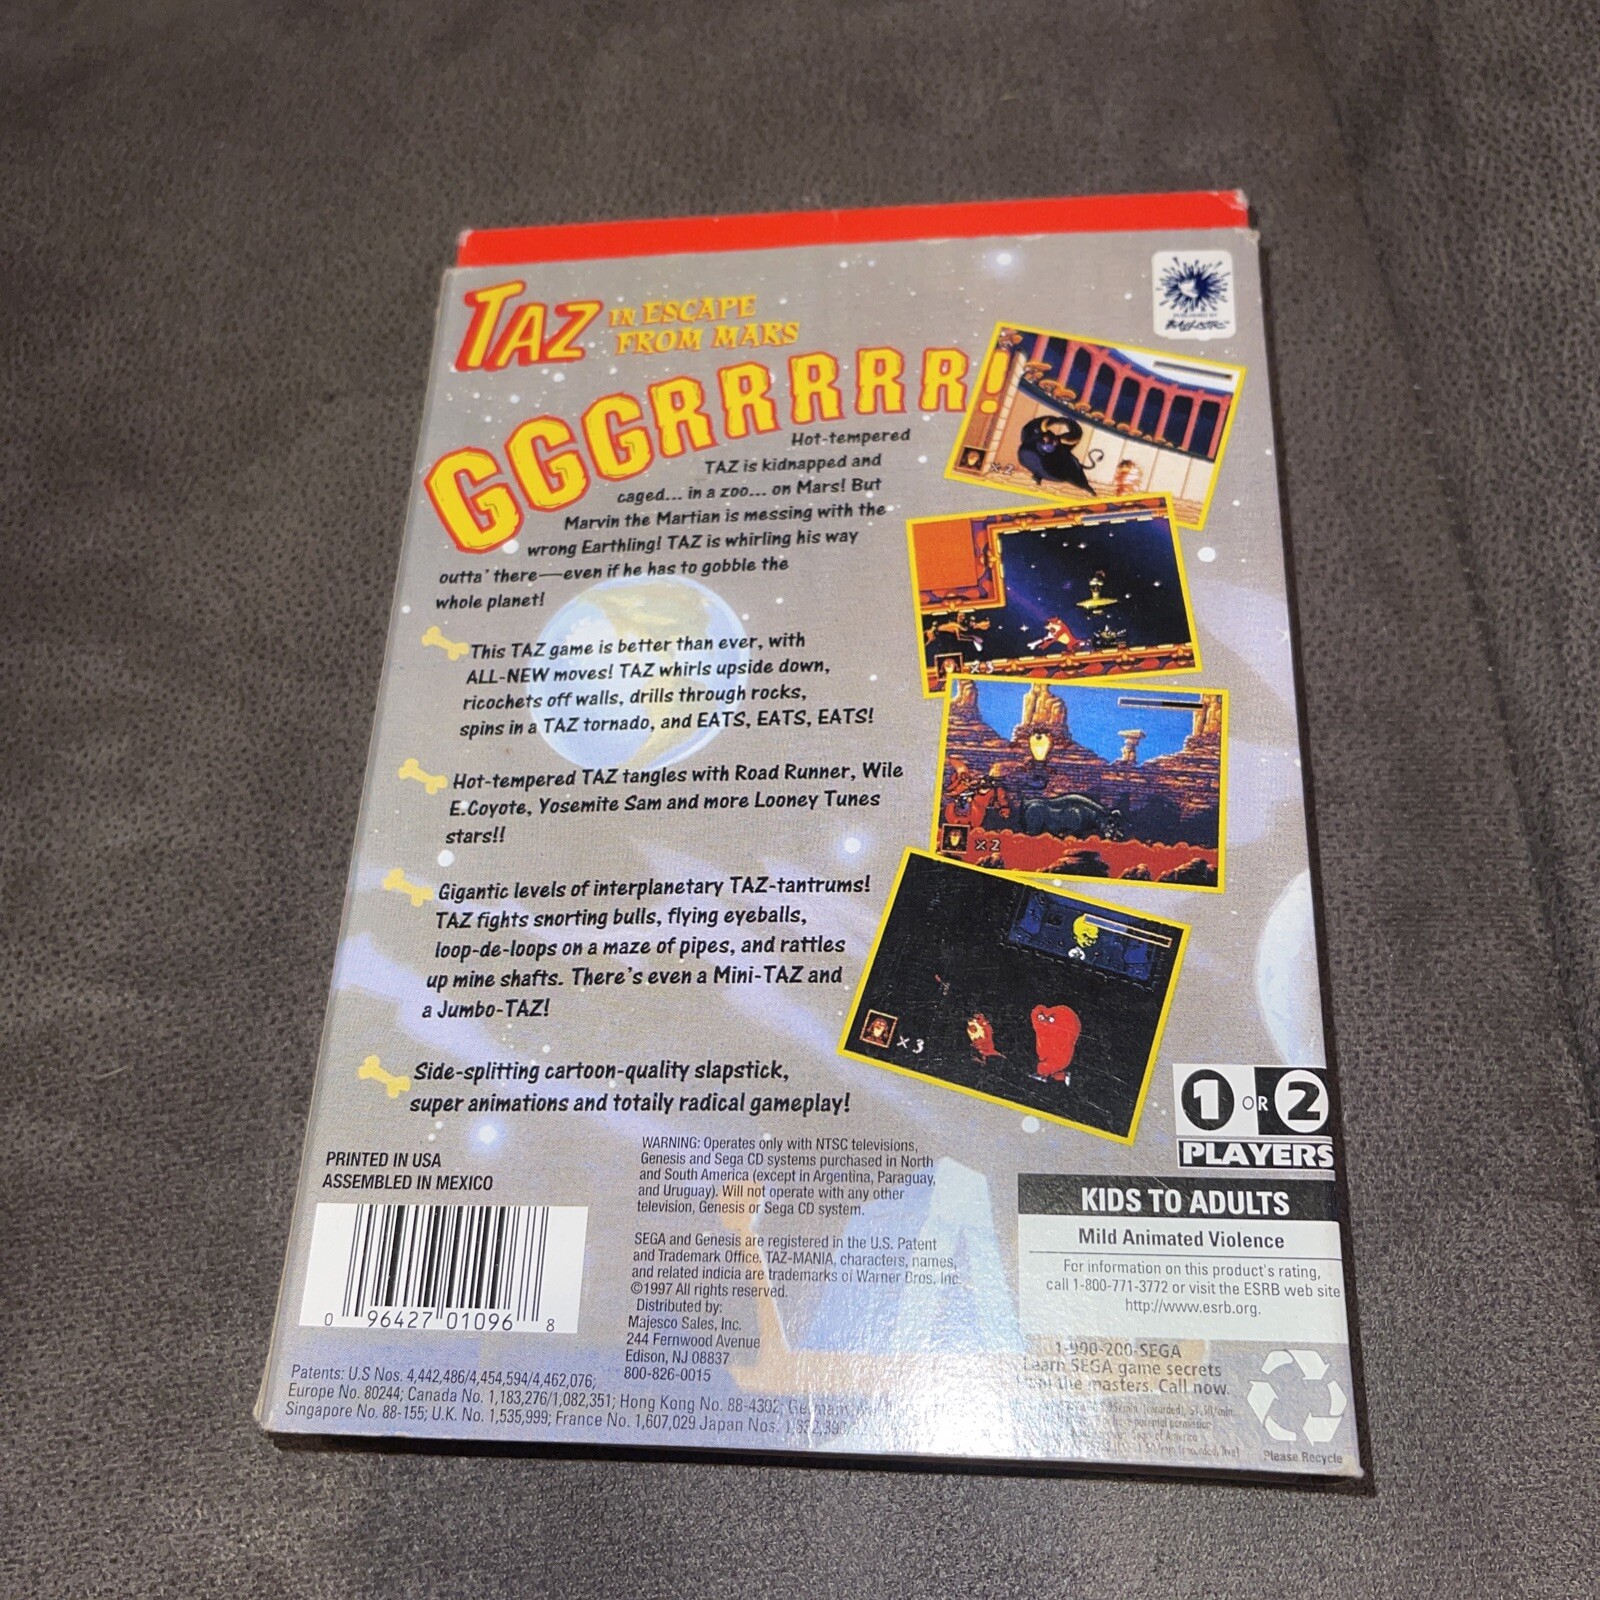 TAZ IN ESCAPE
FROM MARS
GGGRRRRRR!
Hot-tempered
TAZ is kidnapped and
caged... in a zoo... on Mars! But
Marvin the Martian is messing with the
wrong Earthling! TAZ is whirling his way
outta' there—even if he has to gobble the
whole planet!
This TAZ game is better than ever, with
ALL-NEW moves! TAZ whirls upside down,
ricochets off walls, drills through rocks,
spins in a TAZ tornado, and EATS, EATS, EATS!
Hot-tempered TAZ tangles with Road Runner, Wile
E.Coyote, Yosemite Sam and more Looney Tunes
stars!!
Gigantic levels of interplanetary TAZ-tantrums!
TAZ fights snorting bulls, flying eyeballs,
loop-de-loops on a maze of pipes, and rattles
up mine shafts. There's even a Mini-TAZ and
a Jumbo-TAZ!
Side-splitting cartoon-quality slapstick,
super animations and totally radical gameplay!
PUBLISHED BY
x 2
x 3
x 2
x 3
1 OR 2
PLAYERS
PRINTED IN USA
ASSEMBLED IN MEXICO
0 96427 01096 8
WARNING: Operates only with NTSC televisions,
Genesis and Sega CD systems purchased in North
and South America (except in Argentina, Paraguay,
and Uruguay). Will not operate with any other
television, Genesis or Sega CD system.
SEGA and Genesis are registered in the U.S. Patent
and Trademark Office. TAZ-MANIA, characters, names,
and related indicia are trademarks of Warner Bros, Inc.
©1997 All rights reserved.
Distributed by:
Majesco Sales, Inc.
244 Fernwood Avenue
Edison, NJ 08837
800-826-0015
KIDS TO ADULTS
Mild Animated Violence
For information on this product's rating,
call 1-800-771-3772 or visit the ESRB web site
http://www.esrb.org.
1-900-200-SEGA
Learn SEGA game secrets
the masters. Call now.
Please Recycle
Patents: U.S Nos. 4,442,486/4,454,594/4,462,076;
Europe No. 80244; Canada No. 1,183,276/1,082,351; Hong Kong No. 88-4302; Germany
Singapore No. 88-155; U.K. No. 1,535,999; France No. 1,607,029 Japan Nos.